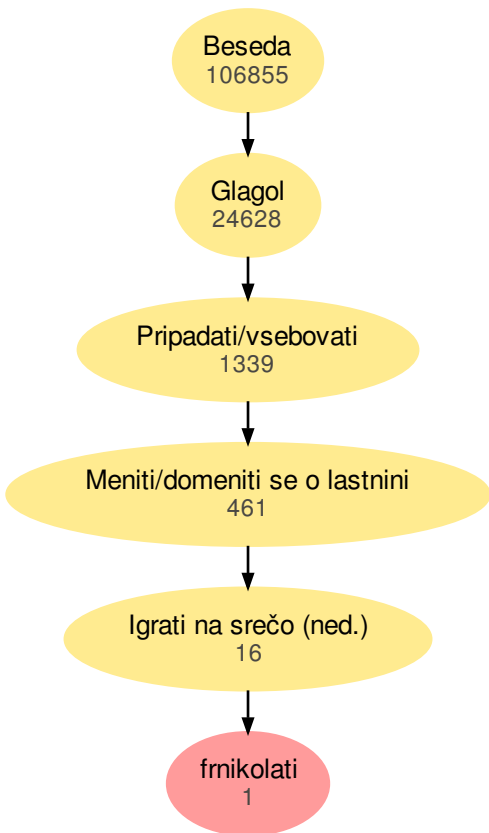 Beseda
106855
Glagol
24628
Pripadati/vsebovati
1339
Meniti/domeniti se o lastnini
461
Igrati na srečo (ned.)
16
frnikolati
1